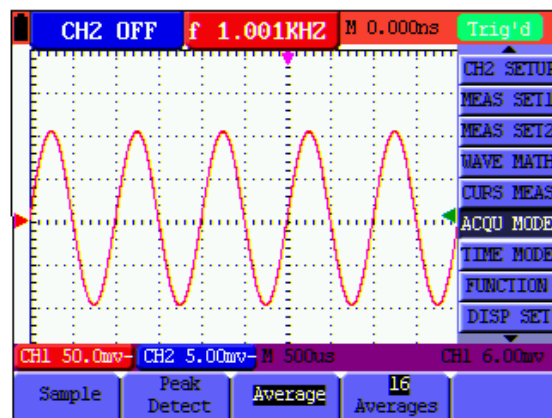 CH2 OFF f 1.001KHZ M 0.000ns Trig'd
CH2 SETUP
MEAS SET1
MEAS SET2
WAVE MATH
CURS MEAS
ACQU MODE
TIME MODE
FUNCTION
DISP SET
CH1 50.0mv~ CH2 5.00mv~ M 500us CH1 6.00mv
Sample
Peak
Detect
Average
16
Averages